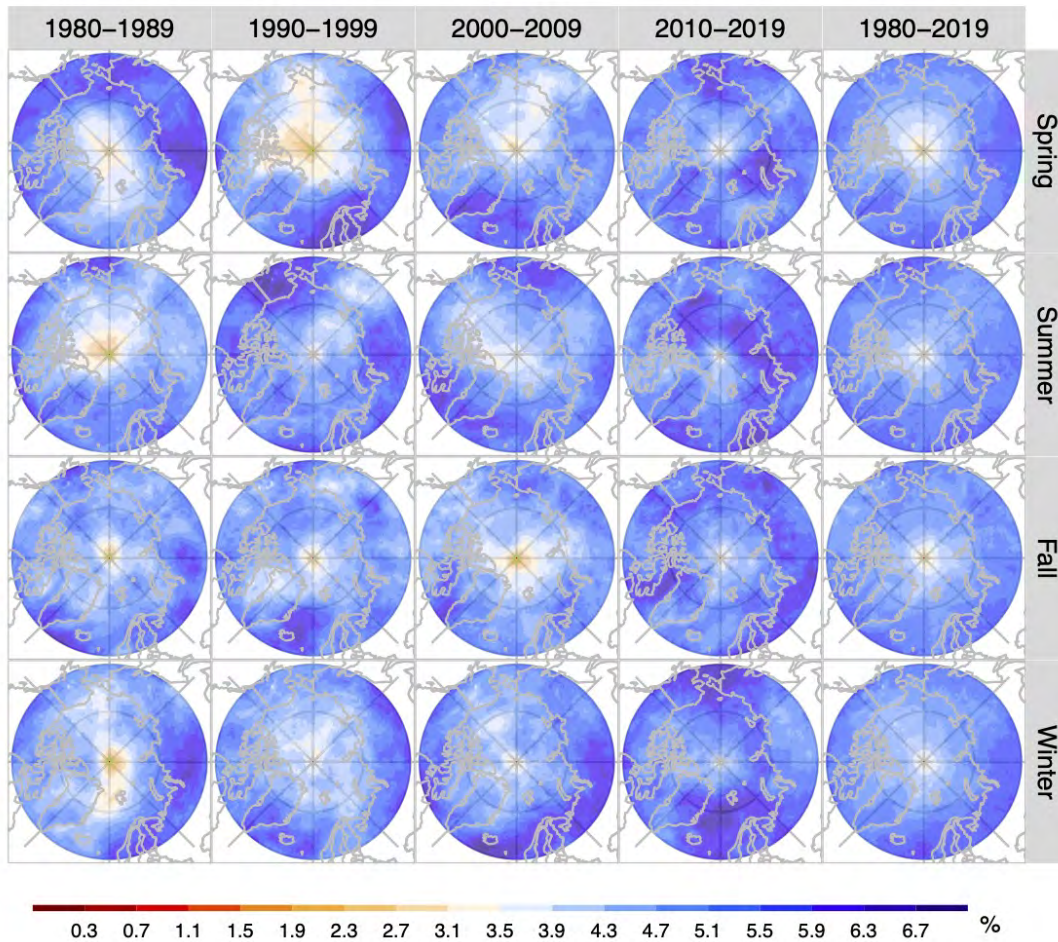 1980–1989 1990–1999 2000–2009 2010–2019 1980–2019
Spring
Summer
Fall
Winter
0.3 0.7 1.1 1.5 1.9 2.3 2.7 3.1 3.5 3.9 4.3 4.7 5.1 5.5 5.9 6.3 6.7 %